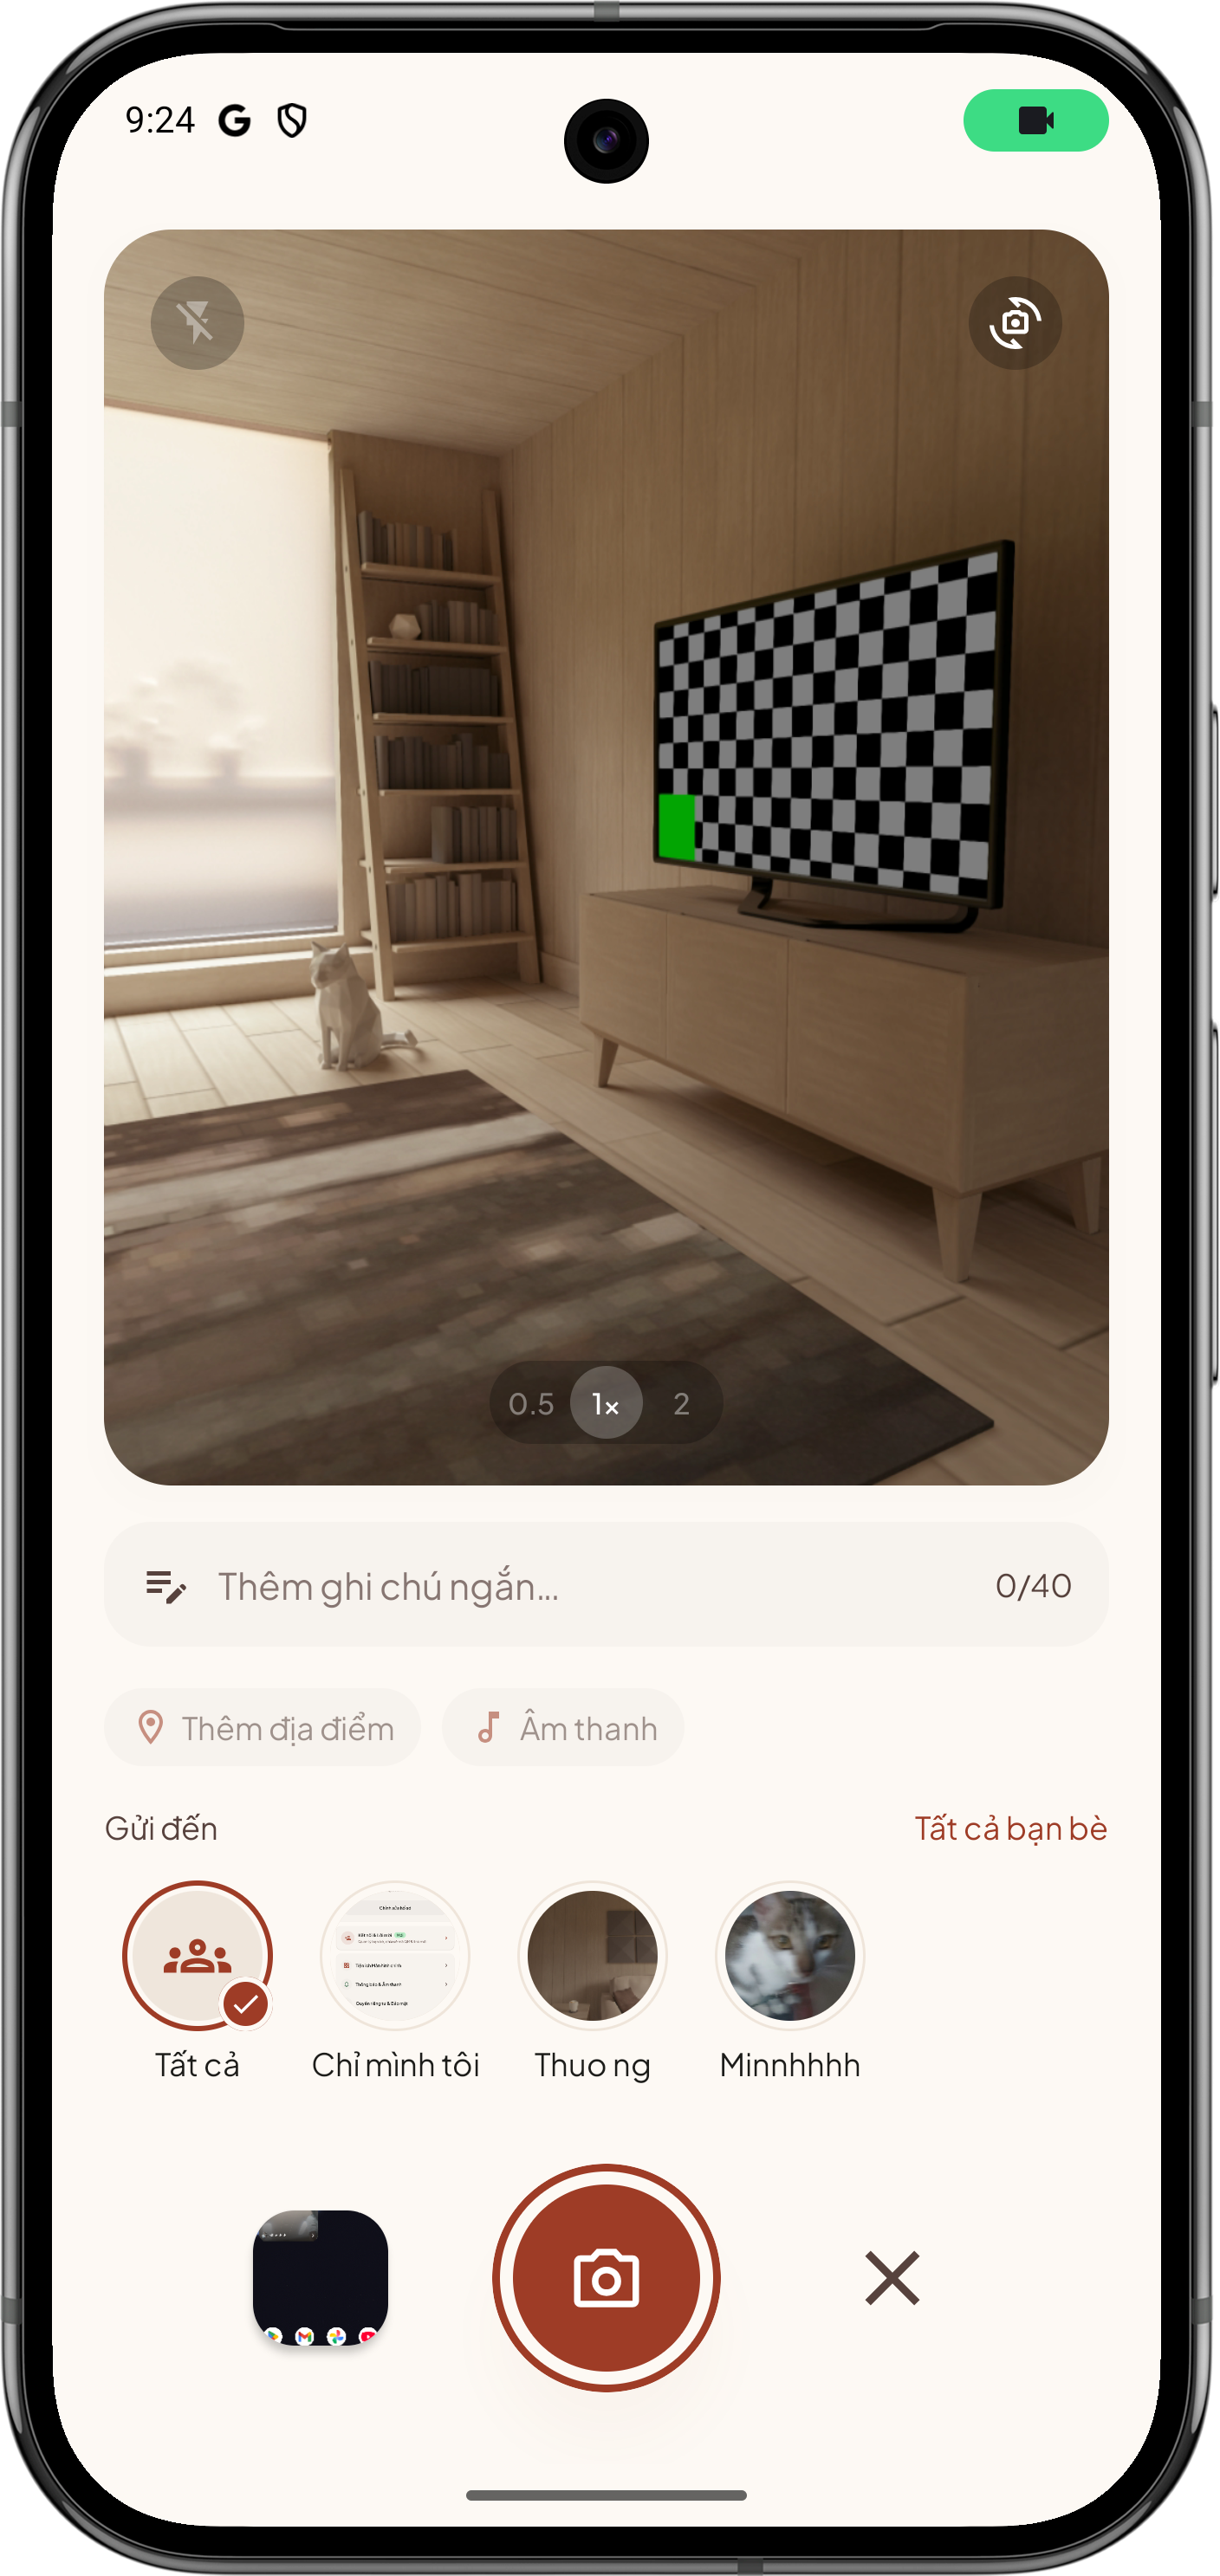 9:24
0.5 1× 2
Thêm ghi chú ngắn... 0/40
Thêm địa điểm Âm thanh
Gửi đến Tất cả bạn bè
Tất cả Chỉ mình tôi Thuo ng Minnhhhh